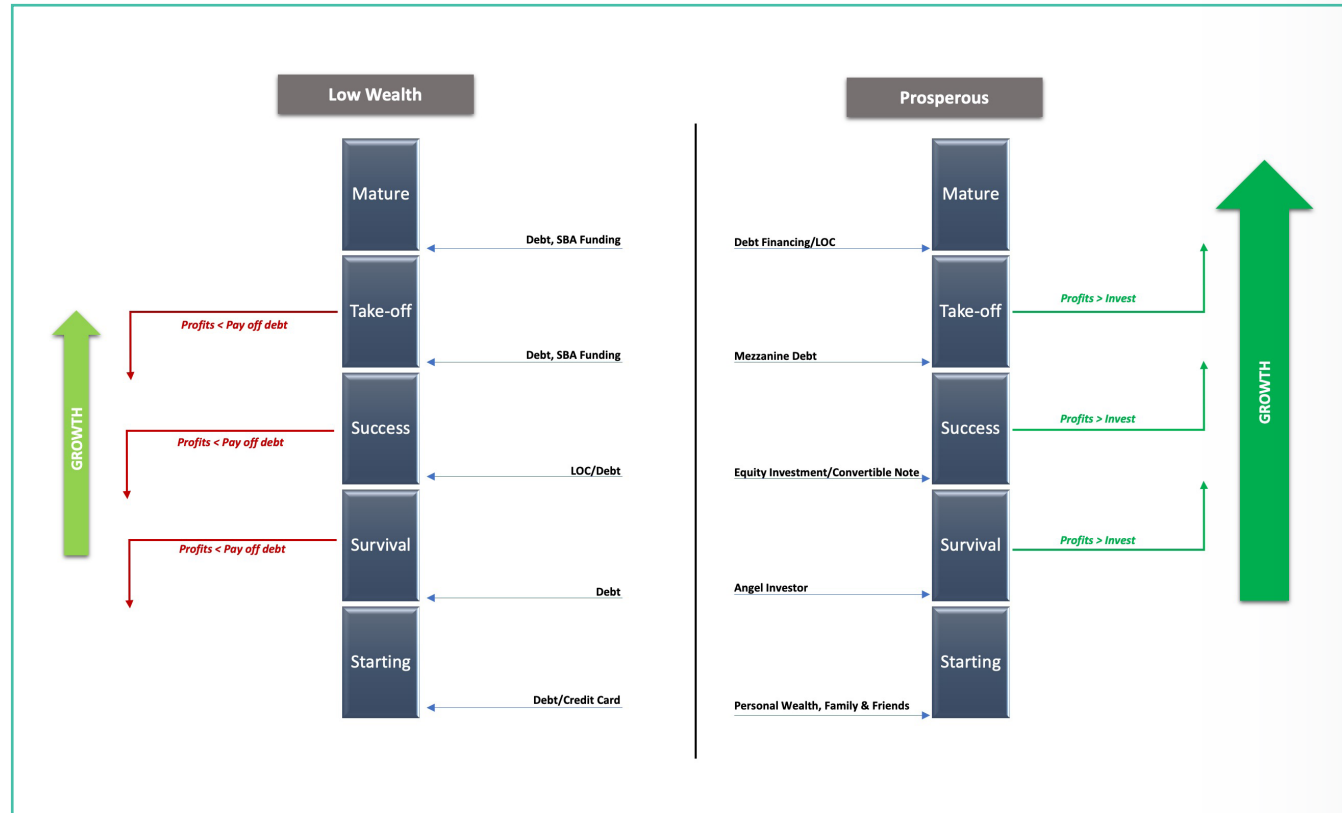 Low Wealth
Mature
Debt, SBA Funding
Take-off
Profits < Pay off debt
Debt, SBA Funding
Success
Profits < Pay off debt
LOC/Debt
Survival
Profits < Pay off debt
Debt
Starting
Debt/Credit Card
GROWTH
Prosperous
Mature
Debt Financing/LOC
Take-off
Profits > Invest
Mezzanine Debt
Success
Profits > Invest
Equity Investment/Convertible Note
Survival
Profits > Invest
Angel Investor
Starting
Personal Wealth, Family & Friends
GROWTH